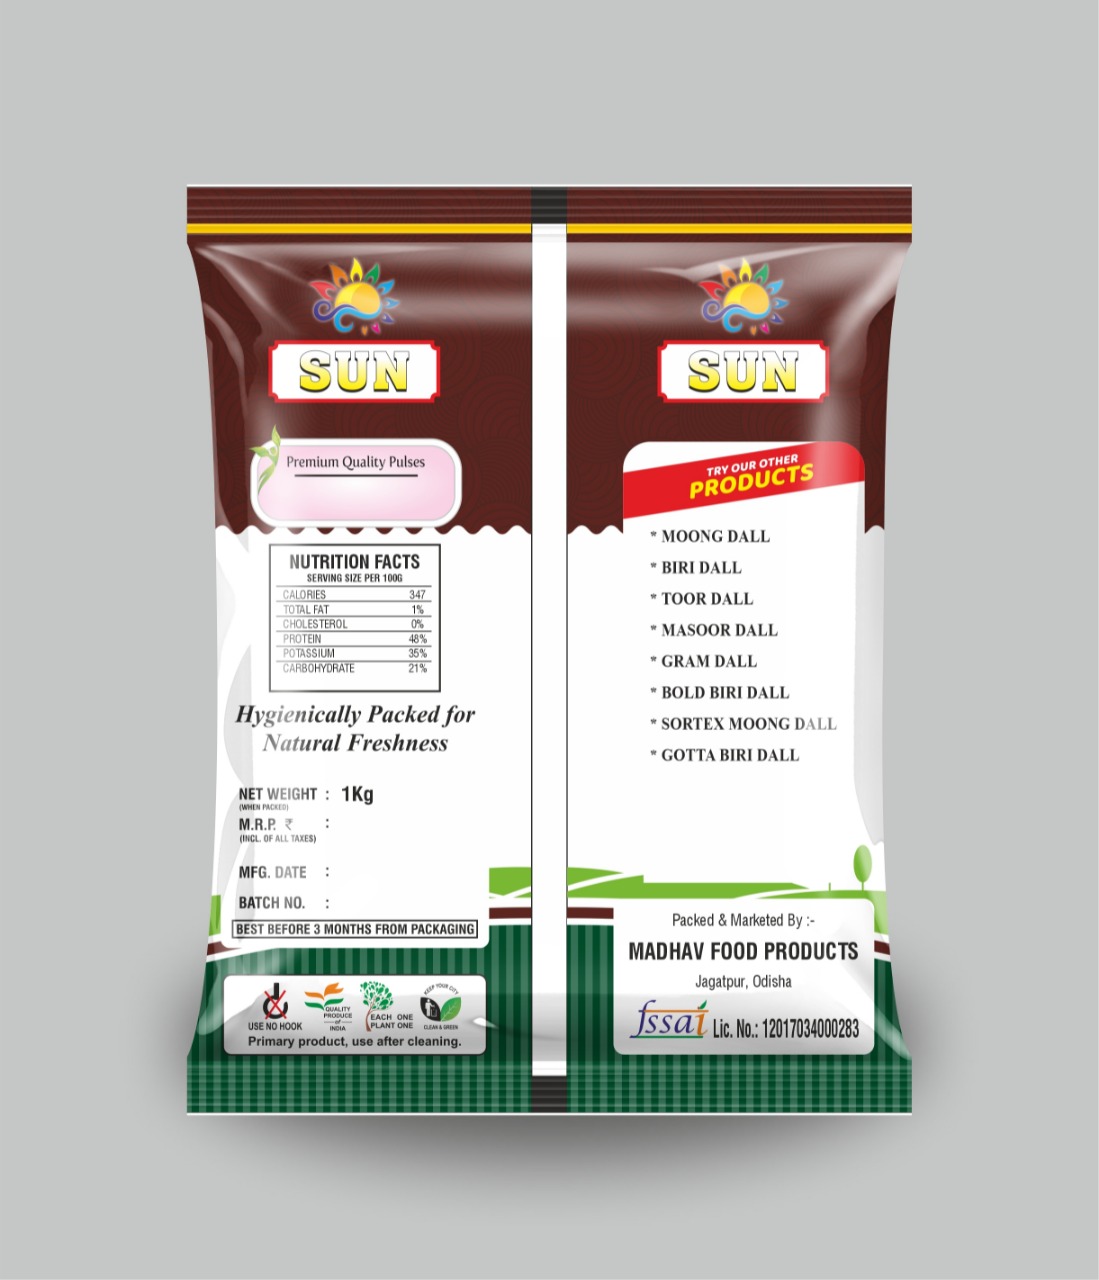 SUN
Premium Quality Pulses
NUTRITION FACTS
SERVING SIZE PER 100G
CALORIES 347
TOTAL FAT 1%
CHOLESTEROL 0%
PROTEIN 48%
POTASSIUM 35%
CARBOHYDRATE 21%
Hygienically Packed for
Natural Freshness
NET WEIGHT : 1Kg
(WHEN PACKED)
M.R.P. ₹ :
(INCL. OF ALL TAXES)
MFG. DATE :
BATCH NO. :
BEST BEFORE 3 MONTHS FROM PACKAGING
USE NO HOOK
QUALITY
PRODUCE
of
INDIA
EACH ONE
PLANT ONE
KEEP YOUR CITY
CLEAN & GREEN
Primary product, use after cleaning.
SUN
TRY OUR OTHER
PRODUCTS
* MOONG DALL
* BIRI DALL
* TOOR DALL
* MASOOR DALL
* GRAM DALL
* BOLD BIRI DALL
* SORTEX MOONG DALL
* GOTTA BIRI DALL
Packed & Marketed By :-
MADHAV FOOD PRODUCTS
Jagatpur, Odisha
fssai Lic. No.: 12017034000283